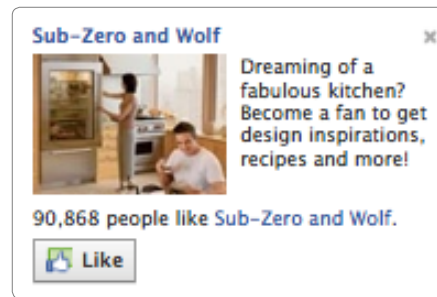 Sub-Zero and Wolf
Dreaming of a
fabulous kitchen?
Become a fan to get
design inspirations,
recipes and more!
90,868 people like Sub-Zero and Wolf.
Like